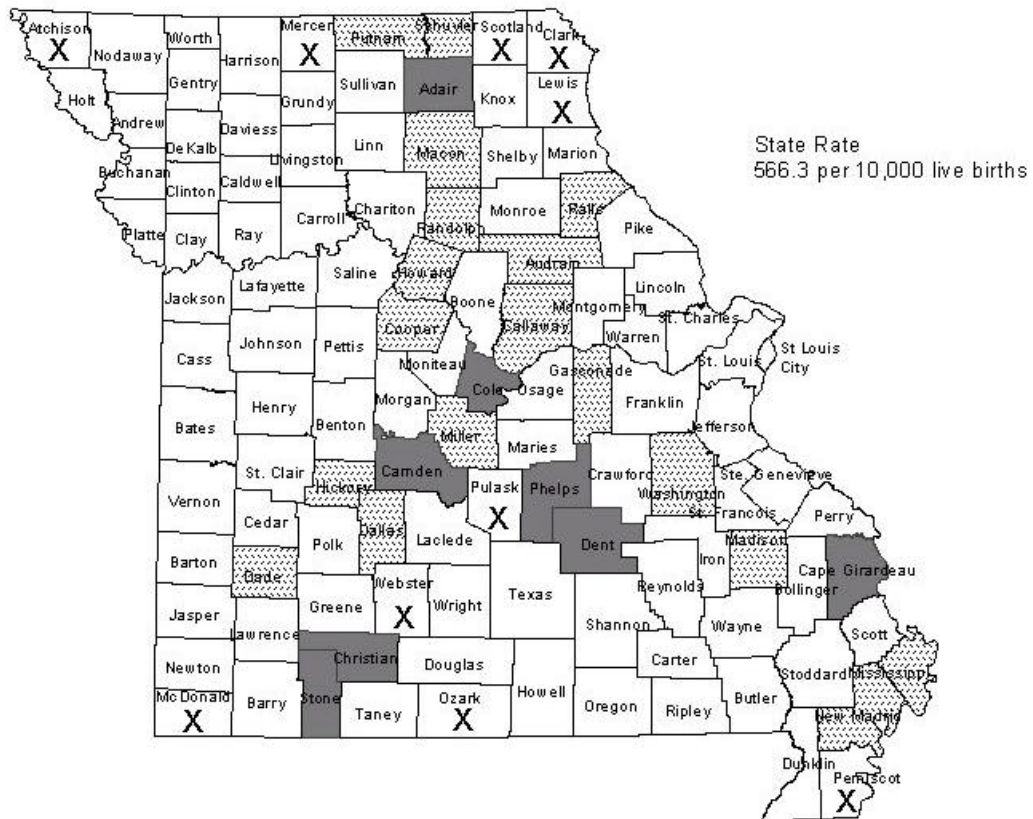 Atchison
X
Nodaway
Worth
Harrison
Mercer
X
Putnam
Schuyler
Scotland
X
Clark
X
Holt
Gentry
Grundy
Sullivan
Adair
Knox
Lewis
X
Andrew
DeKalb
Daviess
Livingston
Linn
Macon
Shelby
Marion
State Rate
566.3 per 10,000 live births
Buchanan
Clinton
Caldwell
Carroll
Chariton
Randolp
Monroe
Ralls
Platte
Clay
Ray
Pike
Jackson
Lafayette
Saline
Howard
Boone
Audrain
Montgomery
Lincoln
Cooper
Callaway
Warren
St. Charles
Cass
Johnson
Pettis
Moniteau
Cole
Osage
Gasconade
St. Louis
St Louis
City
Bates
Henry
Benton
Morgan
Miller
Maries
Franklin
Jefferson
Vernon
St. Clair
Hickory
Camden
Pulask
X
Phelps
Crawford
Washington
Ste. Genevieve
St. Francois
Perry
Barton
Cedar
Polk
Dallas
Laclede
Dent
Iron
Madison
Cape Girardeau
Bollinger
Dade
Jasper
Greene
Webster
X
Wright
Texas
Reynolds
Shannon
Wayne
Scott
Lawrence
Newton
Christian
Douglas
Carter
Stoddard
Mississippi
McDonald
X
Barry
Stone
Taney
Ozark
X
Howell
Oregon
Ripley
Butler
New Madrid
Dunklin
Pemiscot
X